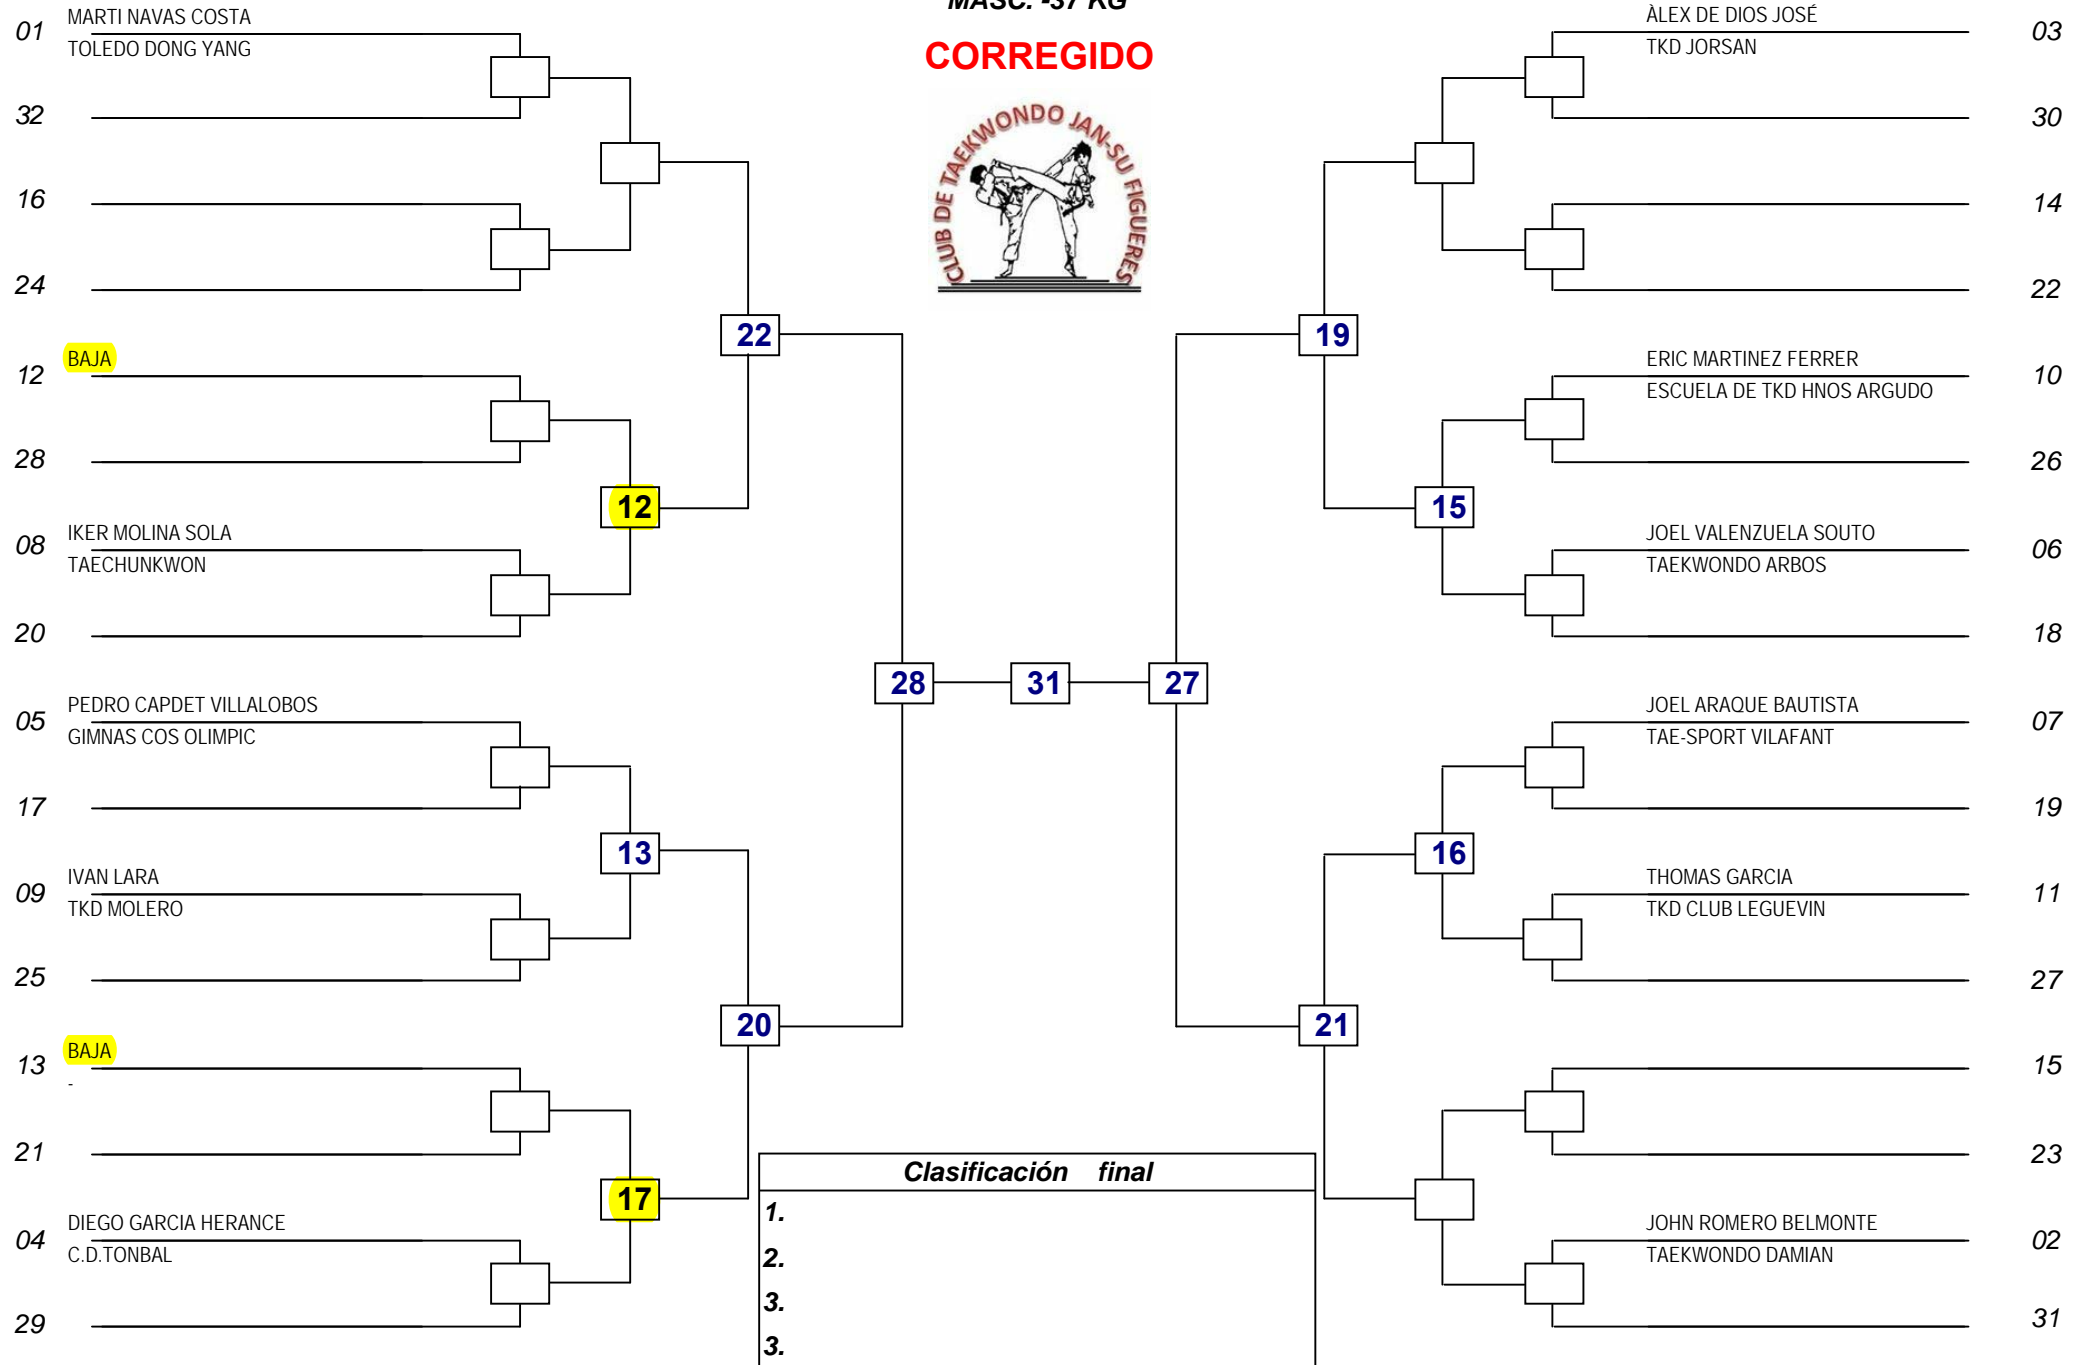 MASC. -37 KG
CORREGIDO
CLUB DE TAEKWONDO JAN-SU FIGUERES
01 MARTI NAVAS COSTA
TOLEDO DONG YANG
32
16
24
12 BAJA
28
08 IKER MOLINA SOLA
TAECHUNKWON
20
05 PEDRO CAPDET VILLALOBOS
GIMNAS COS OLIMPIC
17
09 IVAN LARA
TKD MOLERO
25
13 BAJA
-
21
04 DIEGO GARCIA HERANCE
C.D.TONBAL
29
12
13
17
22
20
28
31
27
19
21
15
16
ÀLEX DE DIOS JOSÉ 03
TKD JORSAN
30
14
22
ERIC MARTINEZ FERRER 10
ESCUELA DE TKD HNOS ARGUDO
26
JOEL VALENZUELA SOUTO 06
TAEKWONDO ARBOS
18
JOEL ARAQUE BAUTISTA 07
TAE-SPORT VILAFANT
19
THOMAS GARCIA 11
TKD CLUB LEGUEVIN
27
15
23
JOHN ROMERO BELMONTE 02
TAEKWONDO DAMIAN
31
Clasificación final
1.
2.
3.
3.